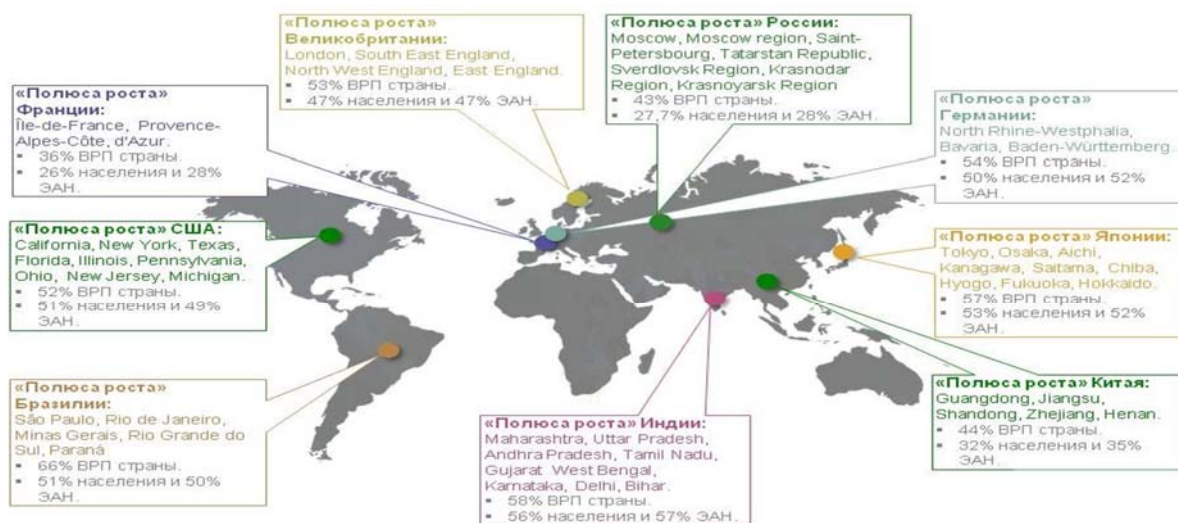 «Полюса роста»
Великобритании:
London, South East England,
North West England, East England.
53% ВРП страны.
47% населения и 47% ЭАН.
«Полюса роста» России:
Moscow, Moscow region, Saint-
Petersbourg, Tatarstan Republic,
Sverdlovsk Region, Krasnodar
Region, Krasnoyarsk Region
43% ВРП страны.
27,7% населения и 28% ЭАН.
«Полюса роста»
Франции:
Île-de-France, Provence-
Alpes-Côte, d'Azur.
36% ВРП страны.
26% населения и 28%
ЭАН.
«Полюса роста»
Германии:
North Rhine-Westphalia,
Bavaria, Baden-Württemberg.
54% ВРП страны.
50% населения и 52%
ЭАН.
«Полюса роста» США:
California, New York, Texas,
Florida, Illinois, Pennsylvania,
Ohio, New Jersey, Michigan.
52% ВРП страны.
51% населения и 49%
ЭАН.
«Полюса роста» Японии:
Tokyo, Osaka, Aichi,
Kanagawa, Saitama, Chiba,
Hyogo, Fukuoka, Hokkaido.
57% ВРП страны.
53% населения и 52%
ЭАН.
«Полюса роста»
Бразилии:
São Paulo, Rio de Janeiro,
Minas Gerais, Rio Grande do
Sul, Paraná
66% ВРП страны.
51% населения и 50%
ЭАН.
«Полюса роста» Индии:
Maharashtra, Uttar Pradesh,
Andhra Pradesh, Tamil Nadu,
Gujarat West Bengal,
Karnataka, Delhi, Bihar.
58% ВРП страны.
56% населения и 57% ЭАН.
«Полюса роста» Китая:
Guangdong, Jiangsu,
Shandong, Zhejiang, Henan.
44% ВРП страны.
32% населения и 35%
ЭАН.